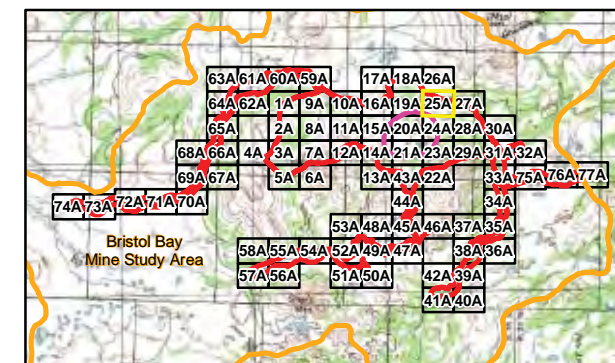 63A 61A 60A 59A 17A 18A 26A
64A 62A 1A 9A 10A 16A 19A 25A 27A
65A 2A 8A 11A 15A 20A 24A 28A 30A
68A 66A 4A 3A 7A 12A 14A 21A 23A 29A 31A 32A
69A 67A 5A 6A 13A 43A 22A 33A 75A 76A 77A
74A 73A 72A 71A 70A 44A 34A
53A 48A 45A 46A 37A 35A
Bristol Bay
Mine Study Area
58A 55A 54A 52A 49A 47A 38A 36A
57A 56A 51A 50A 42A 39A
41A 40A